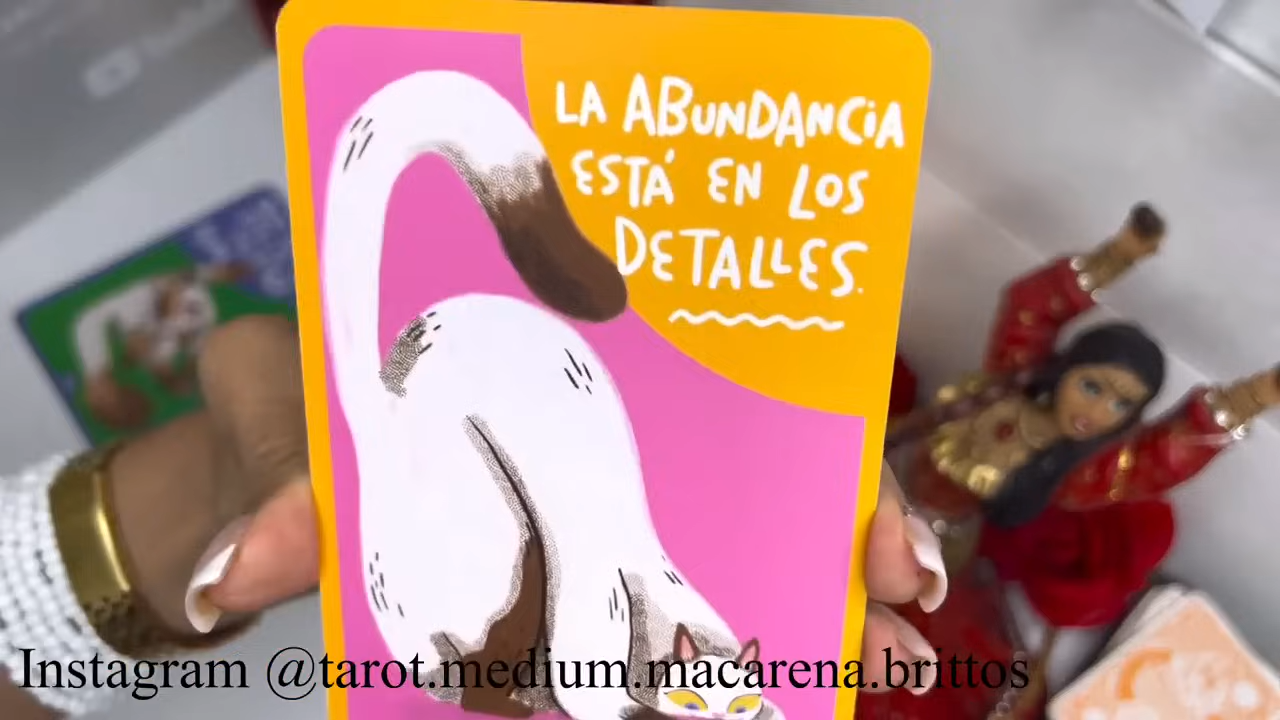 LA ABUNDANCIA
ESTÁ EN LOS
DETALLES.
Instagram @tarot.medium.macarena.brittos